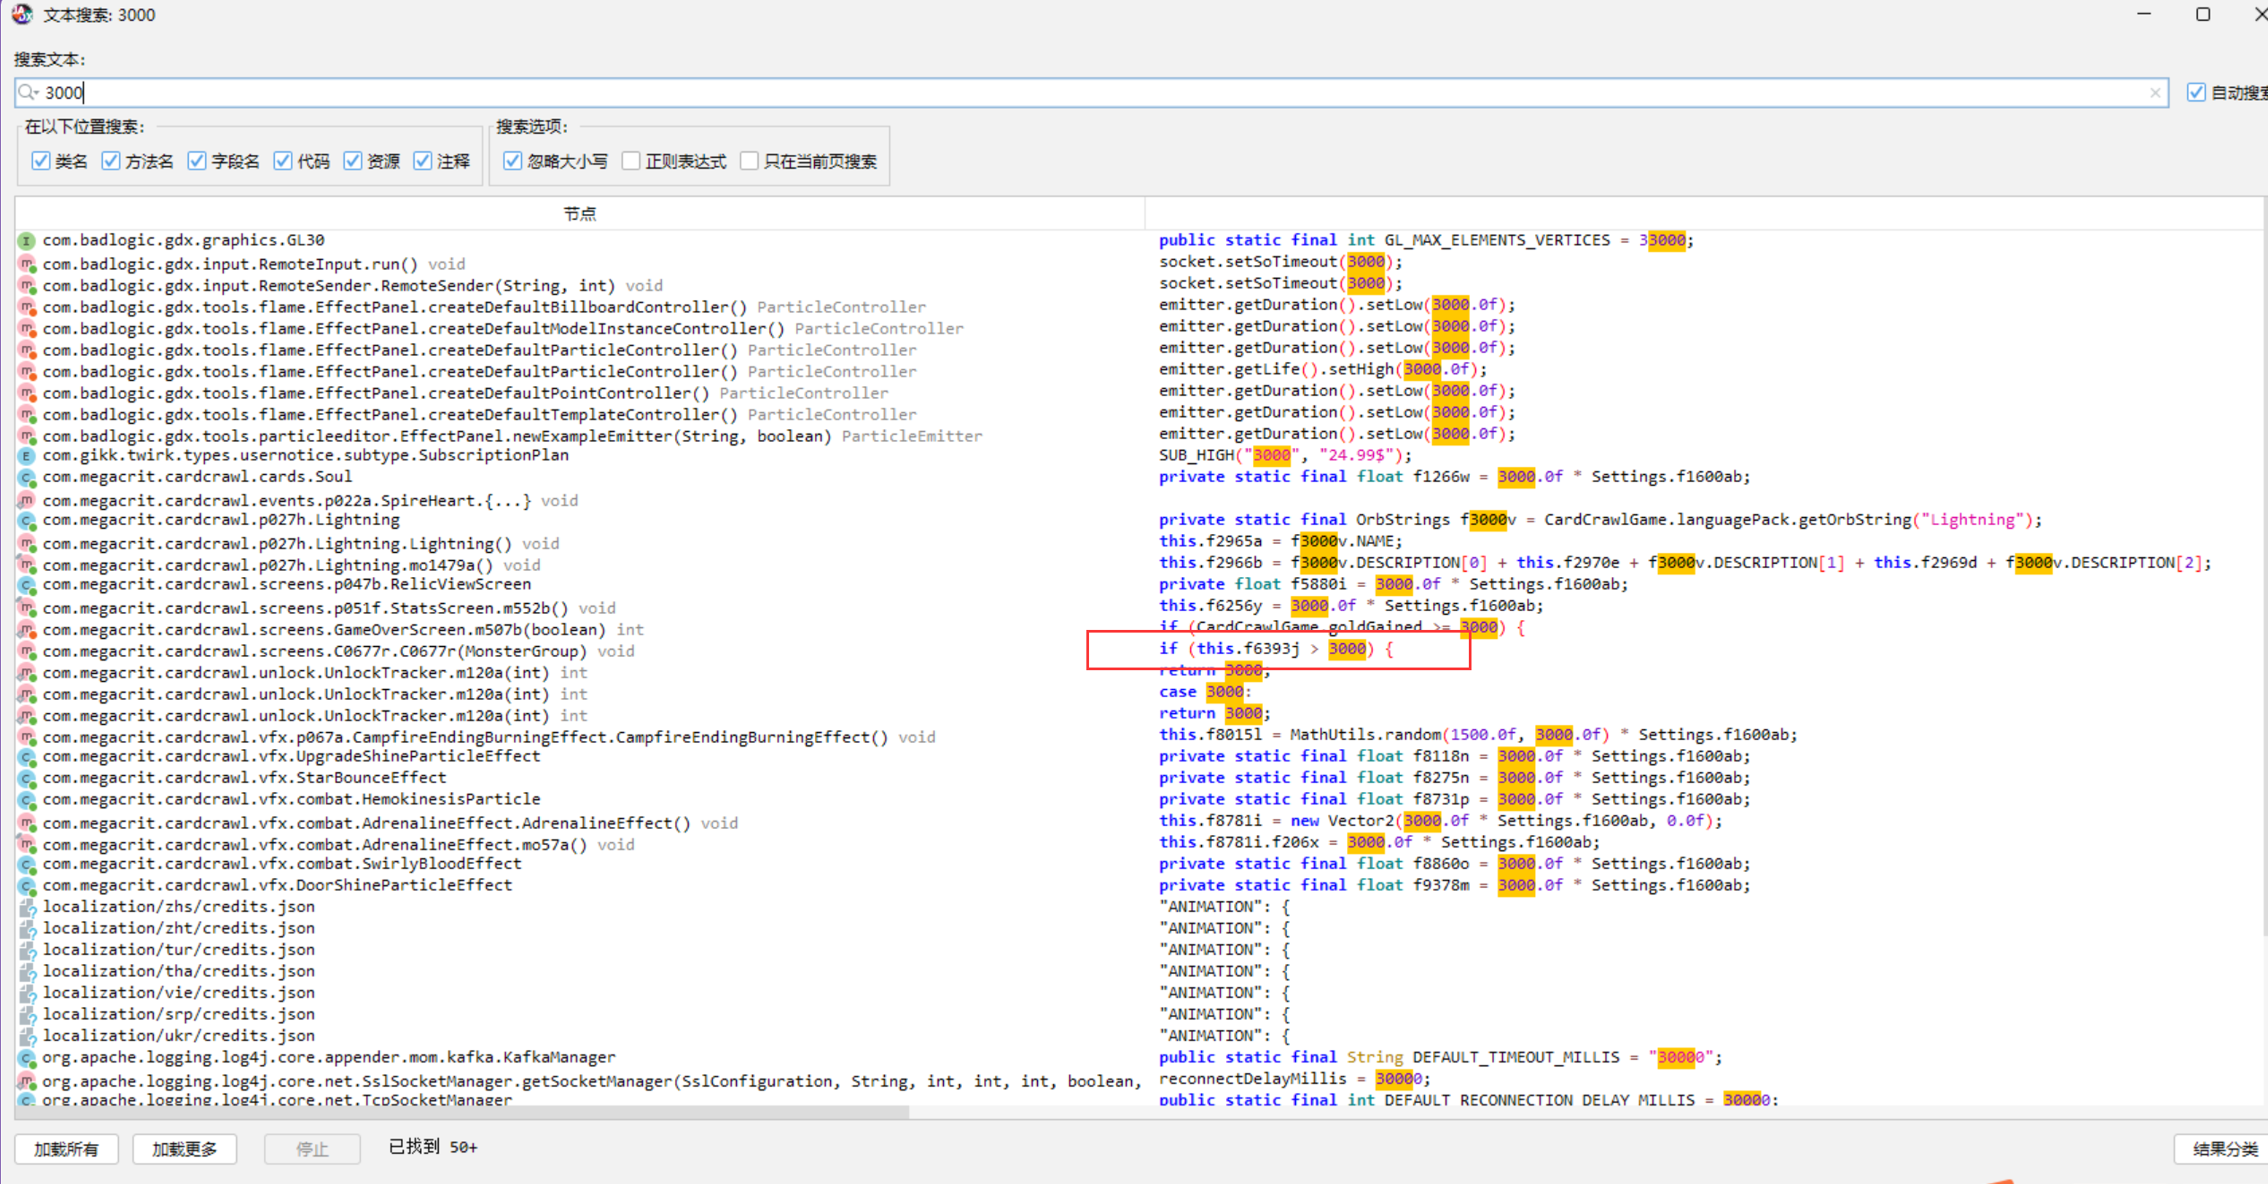 文本搜索: 3000
搜索文本:
3000
自动搜索
在以下位置搜索: 搜索选项:
类名 方法名 字段名 代码 资源 注释 忽略大小写 正则表达式 只在当前页搜索
节点
com.badlogic.gdx.graphics.GL30 public static final int GL_MAX_ELEMENTS_VERTICES = 33000;
com.badlogic.gdx.input.RemoteInput.run() void socket.setSoTimeout(3000);
com.badlogic.gdx.input.RemoteSender.RemoteSender(String, int) void socket.setSoTimeout(3000);
com.badlogic.gdx.tools.flame.EffectPanel.createDefaultBillboardController() ParticleController emitter.getDuration().setLow(3000.0f);
com.badlogic.gdx.tools.flame.EffectPanel.createDefaultModelInstanceController() ParticleController emitter.getDuration().setLow(3000.0f);
com.badlogic.gdx.tools.flame.EffectPanel.createDefaultParticleController() ParticleController emitter.getDuration().setLow(3000.0f);
com.badlogic.gdx.tools.flame.EffectPanel.createDefaultParticleController() ParticleController emitter.getLife().setHigh(3000.0f);
com.badlogic.gdx.tools.flame.EffectPanel.createDefaultPointController() ParticleController emitter.getDuration().setLow(3000.0f);
com.badlogic.gdx.tools.flame.EffectPanel.createDefaultTemplateController() ParticleController emitter.getDuration().setLow(3000.0f);
com.badlogic.gdx.tools.particleeditor.EffectPanel.newExampleEmitter(String, boolean) ParticleEmitter emitter.getDuration().setLow(3000.0f);
com.gikk.twirk.types.usernotice.subtype.SubscriptionPlan SUB_HIGH("3000", "24.99$");
com.megacrit.cardcrawl.cards.Soul private static final float f1266w = 3000.0f * Settings.f1600ab;
com.megacrit.cardcrawl.events.p022a.SpireHeart.{...} void
com.megacrit.cardcrawl.p027h.Lightning private static final OrbStrings f3000v = CardCrawlGame.languagePack.getOrbString("Lightning");
com.megacrit.cardcrawl.p027h.Lightning.Lightning() void this.f2965a = f3000v.NAME;
com.megacrit.cardcrawl.p027h.Lightning.mo1479a() void this.f2966b = f3000v.DESCRIPTION[0] + this.f2970e + f3000v.DESCRIPTION[1] + this.f2969d + f3000v.DESCRIPTION[2];
com.megacrit.cardcrawl.screens.p047b.RelicViewScreen private float f5880i = 3000.0f * Settings.f1600ab;
com.megacrit.cardcrawl.screens.p051f.StatsScreen.m552b() void this.f6256y = 3000.0f * Settings.f1600ab;
com.megacrit.cardcrawl.screens.GameOverScreen.m507b(boolean) int if (CardCrawlGame.goldGained >= 3000) {
com.megacrit.cardcrawl.screens.C0677r.C0677r(MonsterGroup) void if (this.f6393j > 3000) {
com.megacrit.cardcrawl.unlock.UnlockTracker.m120a(int) int return 3000;
com.megacrit.cardcrawl.unlock.UnlockTracker.m120a(int) int case 3000:
com.megacrit.cardcrawl.unlock.UnlockTracker.m120a(int) int return 3000;
com.megacrit.cardcrawl.vfx.p067a.CampfireEndingBurningEffect.CampfireEndingBurningEffect() void this.f8015l = MathUtils.random(1500.0f, 3000.0f) * Settings.f1600ab;
com.megacrit.cardcrawl.vfx.UpgradeShineParticleEffect private static final float f8118n = 3000.0f * Settings.f1600ab;
com.megacrit.cardcrawl.vfx.StarBounceEffect private static final float f8275n = 3000.0f * Settings.f1600ab;
com.megacrit.cardcrawl.vfx.combat.HemokinesisParticle private static final float f8731p = 3000.0f * Settings.f1600ab;
com.megacrit.cardcrawl.vfx.combat.AdrenalineEffect.AdrenalineEffect() void this.f8781i = new Vector2(3000.0f * Settings.f1600ab, 0.0f);
com.megacrit.cardcrawl.vfx.combat.AdrenalineEffect.mo57a() void this.f8781i.f206x = 3000.0f * Settings.f1600ab;
com.megacrit.cardcrawl.vfx.combat.SwirlyBloodEffect private static final float f8860o = 3000.0f * Settings.f1600ab;
com.megacrit.cardcrawl.vfx.DoorShineParticleEffect private static final float f9378m = 3000.0f * Settings.f1600ab;
localization/zhs/credits.json "ANIMATION": {
localization/zht/credits.json "ANIMATION": {
localization/tur/credits.json "ANIMATION": {
localization/tha/credits.json "ANIMATION": {
localization/vie/credits.json "ANIMATION": {
localization/srp/credits.json "ANIMATION": {
localization/ukr/credits.json "ANIMATION": {
org.apache.logging.log4j.core.appender.mom.kafka.KafkaManager public static final String DEFAULT_TIMEOUT_MILLIS = "30000";
org.apache.logging.log4j.core.net.SslSocketManager.getSocketManager(SslConfiguration, String, int, int, int, boolean, reconnectDelayMillis = 30000;
org.apache.logging.log4j.core.net.TcpSocketManager public static final int DEFAULT_RECONNECTION_DELAY_MILLIS = 30000;
加载所有 加载更多 停止 已找到 50+ 结果分类